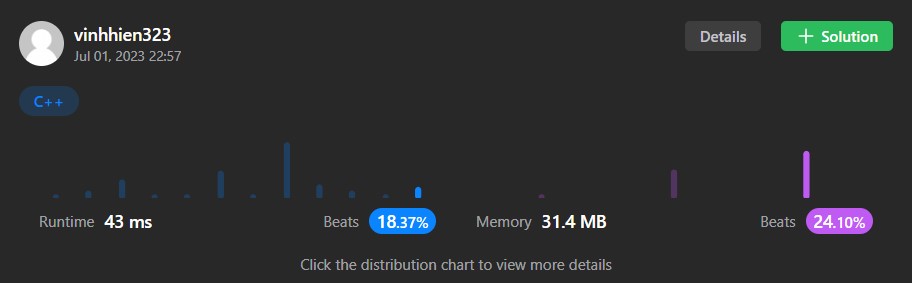 vinhhien323
Jul 01, 2023 22:57
Details
+ Solution
C++
Runtime 43 ms Beats 18.37% Memory 31.4 MB Beats 24.10%
Click the distribution chart to view more details